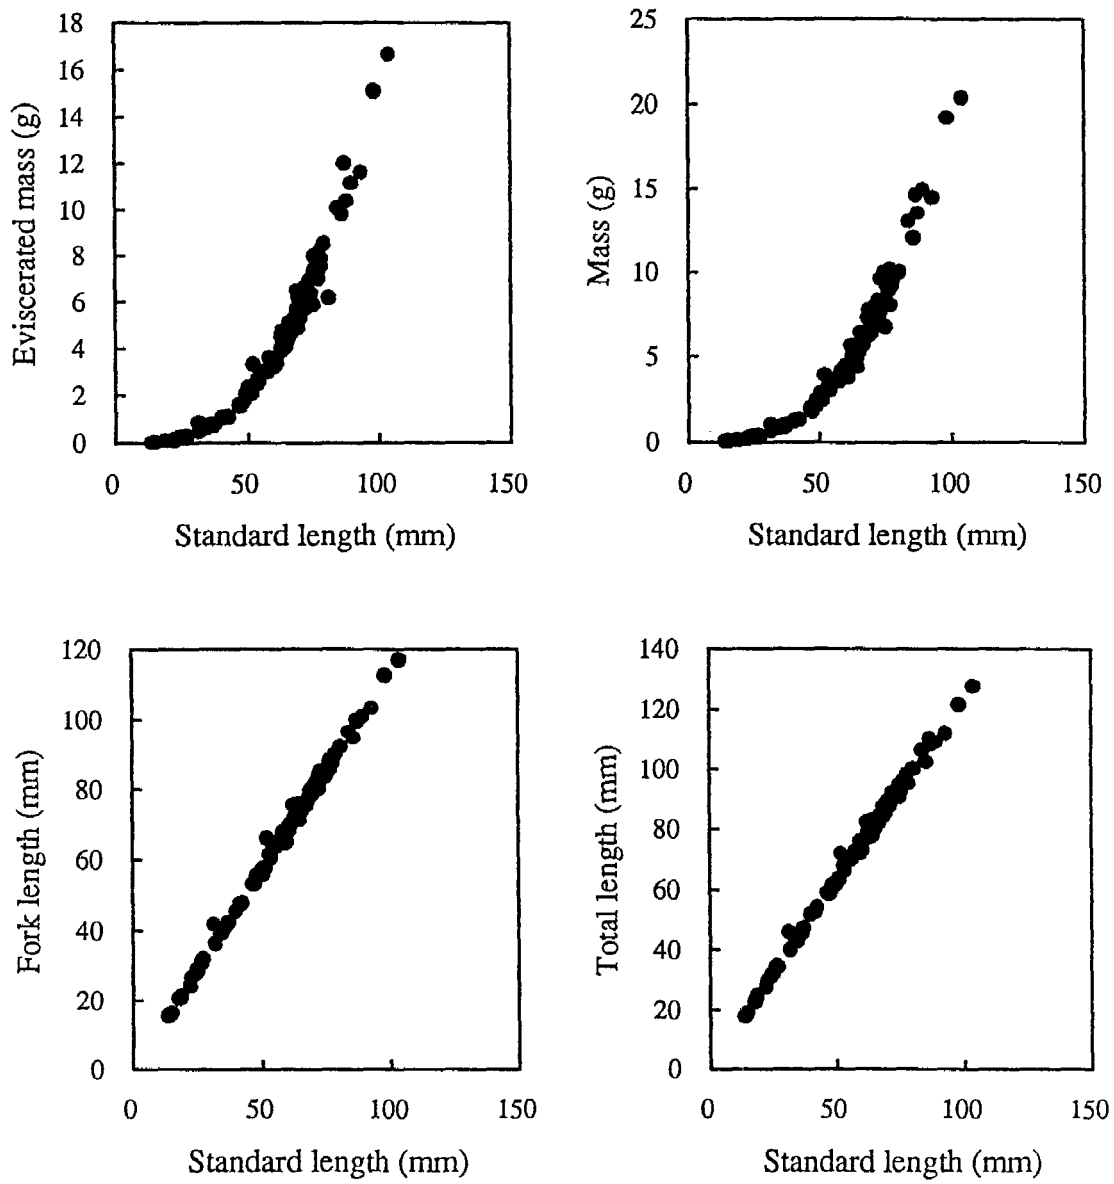 18
16
14
12
10
8
6
4
2
0
Eviscerated mass (g)
0 50 100 150
Standard length (mm)
25
20
15
10
5
0
Mass (g)
0 50 100 150
Standard length (mm)
120
100
80
60
40
20
0
Fork length (mm)
0 50 100 150
Standard length (mm)
140
120
100
80
60
40
20
0
Total length (mm)
0 50 100 150
Standard length (mm)